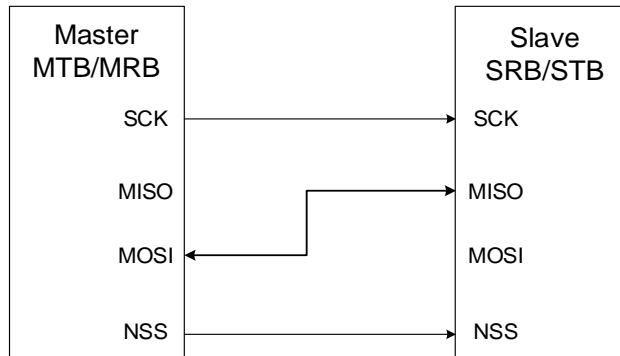 Master
MTB/MRB
SCK
MISO
MOSI
NSS
Slave
SRB/STB
SCK
MISO
MOSI
NSS